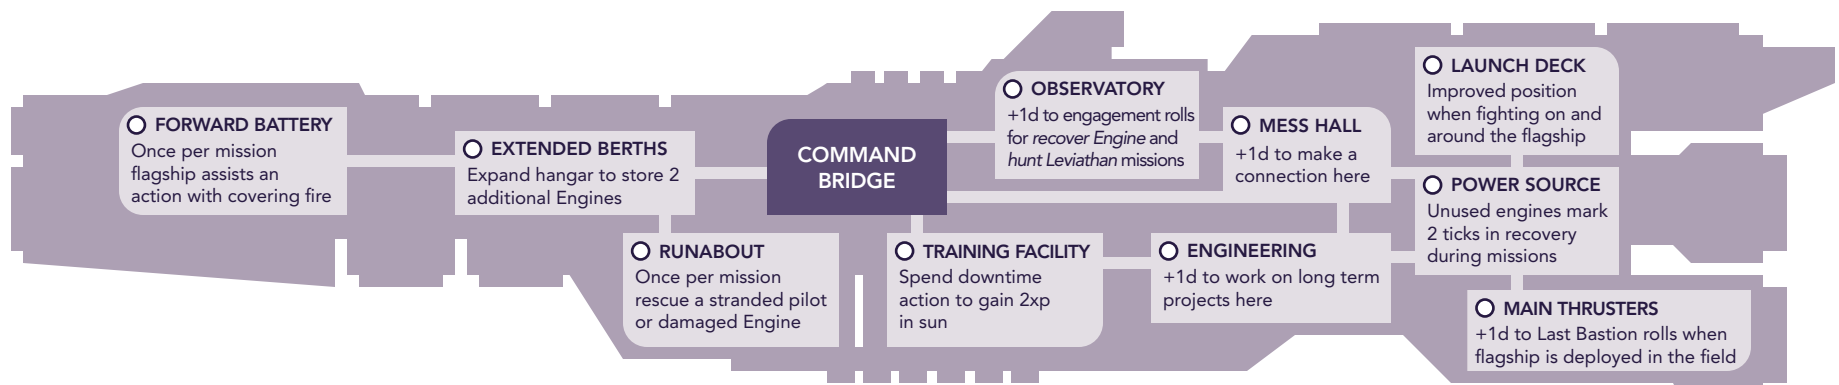 FORWARD BATTERY
Once per mission
flagship assists an
action with covering fire
EXTENDED BERTHS
Expand hangar to store 2
additional Engines
RUNABOUT
Once per mission
rescue a stranded pilot
or damaged Engine
COMMAND
BRIDGE
TRAINING FACILITY
Spend downtime
action to gain 2xp
in sun
OBSERVATORY
+1d to engagement rolls
for recover Engine and
hunt Leviathan missions
MESS HALL
+1d to make a
connection here
ENGINEERING
+1d to work on long term
projects here
LAUNCH DECK
Improved position
when fighting on and
around the flagship
POWER SOURCE
Unused engines mark
2 ticks in recovery
during missions
MAIN THRUSTERS
+1d to Last Bastion rolls when
flagship is deployed in the field